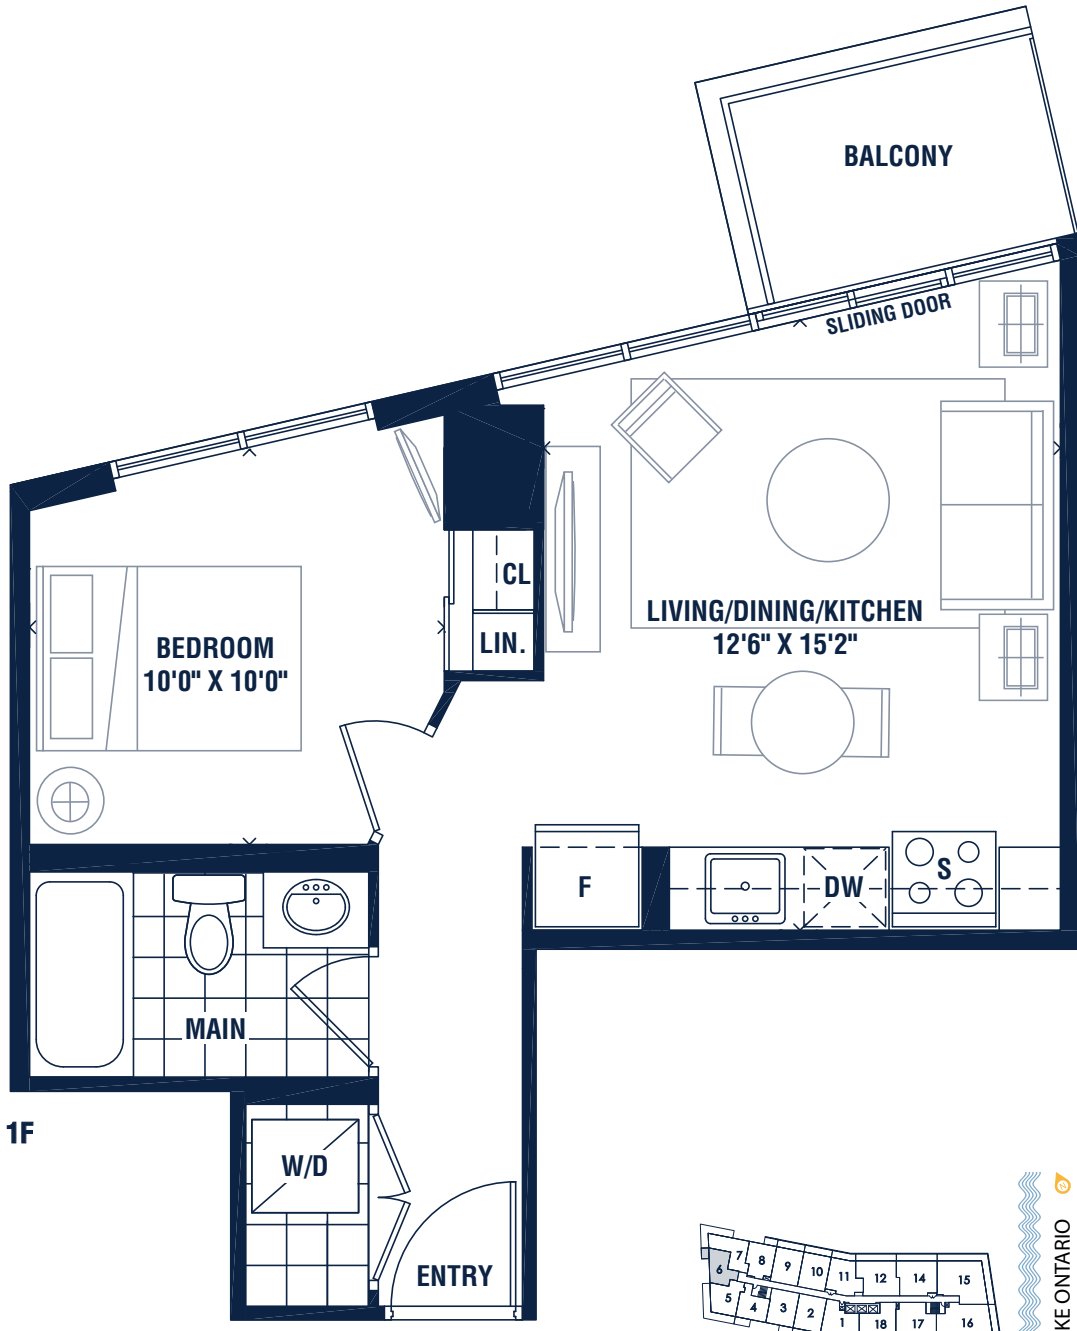 BALCONY
SLIDING DOOR
CL
LIN.
BEDROOM
10'0" X 10'0"
LIVING/DINING/KITCHEN
12'6" X 15'2"
F
DW
S
MAIN
1F
W/D
ENTRY
KE ONTARIO
7
8
9
10
11
12
14
15
6
5
4
3
2
1
18
17
16